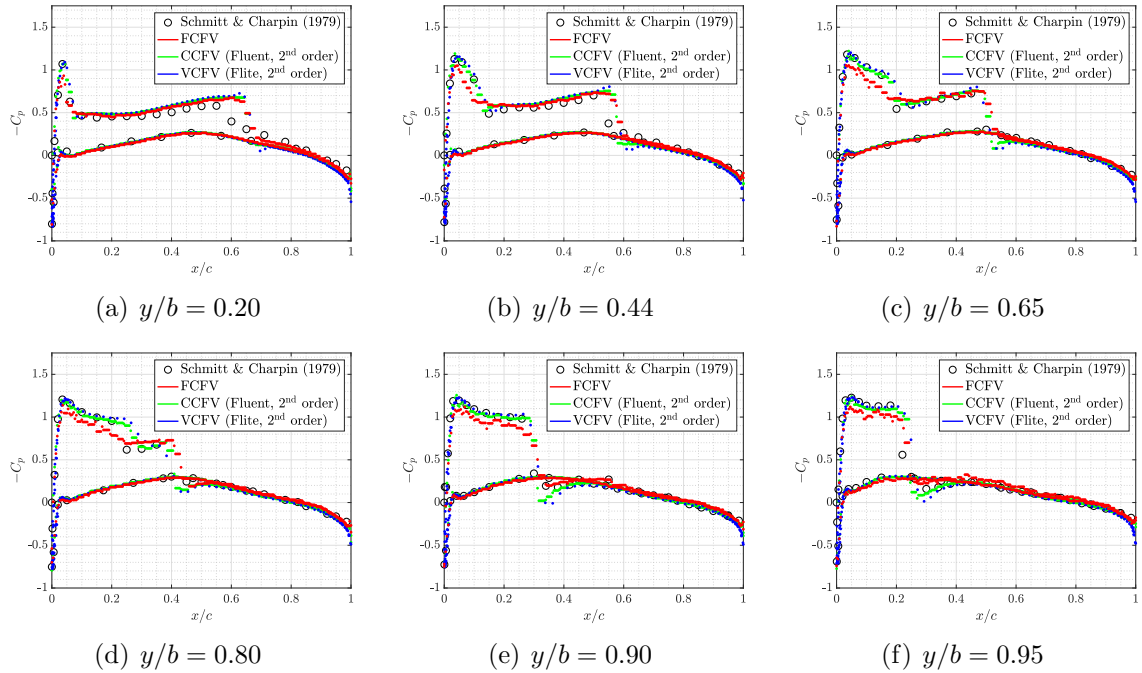 Schmitt & Charpin (1979)
FCFV
CCFV (Fluent, 2nd order)
VCFV (Flite, 2nd order)
1.5
1
0.5
0
-0.5
-1
−Cp
0 0.2 0.4 0.6 0.8 1
x/c
(a) y/b = 0.20
Schmitt & Charpin (1979)
FCFV
CCFV (Fluent, 2nd order)
VCFV (Flite, 2nd order)
1.5
1
0.5
0
-0.5
-1
−Cp
0 0.2 0.4 0.6 0.8 1
x/c
(b) y/b = 0.44
Schmitt & Charpin (1979)
FCFV
CCFV (Fluent, 2nd order)
VCFV (Flite, 2nd order)
1.5
1
0.5
0
-0.5
-1
−Cp
0 0.2 0.4 0.6 0.8 1
x/c
(c) y/b = 0.65
Schmitt & Charpin (1979)
FCFV
CCFV (Fluent, 2nd order)
VCFV (Flite, 2nd order)
1.5
1
0.5
0
-0.5
-1
−Cp
0 0.2 0.4 0.6 0.8 1
x/c
(d) y/b = 0.80
Schmitt & Charpin (1979)
FCFV
CCFV (Fluent, 2nd order)
VCFV (Flite, 2nd order)
1.5
1
0.5
0
-0.5
-1
−Cp
0 0.2 0.4 0.6 0.8 1
x/c
(e) y/b = 0.90
Schmitt & Charpin (1979)
FCFV
CCFV (Fluent, 2nd order)
VCFV (Flite, 2nd order)
1.5
1
0.5
0
-0.5
-1
−Cp
0 0.2 0.4 0.6 0.8 1
x/c
(f) y/b = 0.95